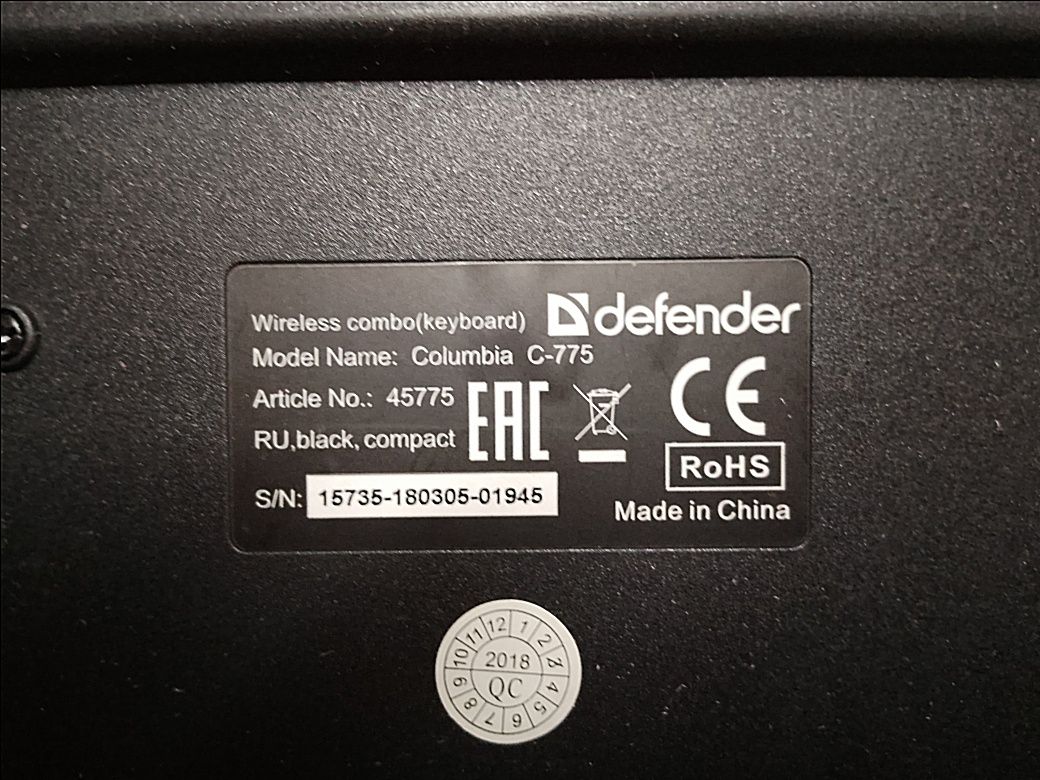 defender
Wireless combo(keyboard)
Model Name: Columbia C-775
Article No.: 45775
RU,black, compact
EAC
CE
RoHS
S/N: 15735-180305-01945
Made in China
12 1 2 3 4 5 6 7 8 9 10 11
2018
QC